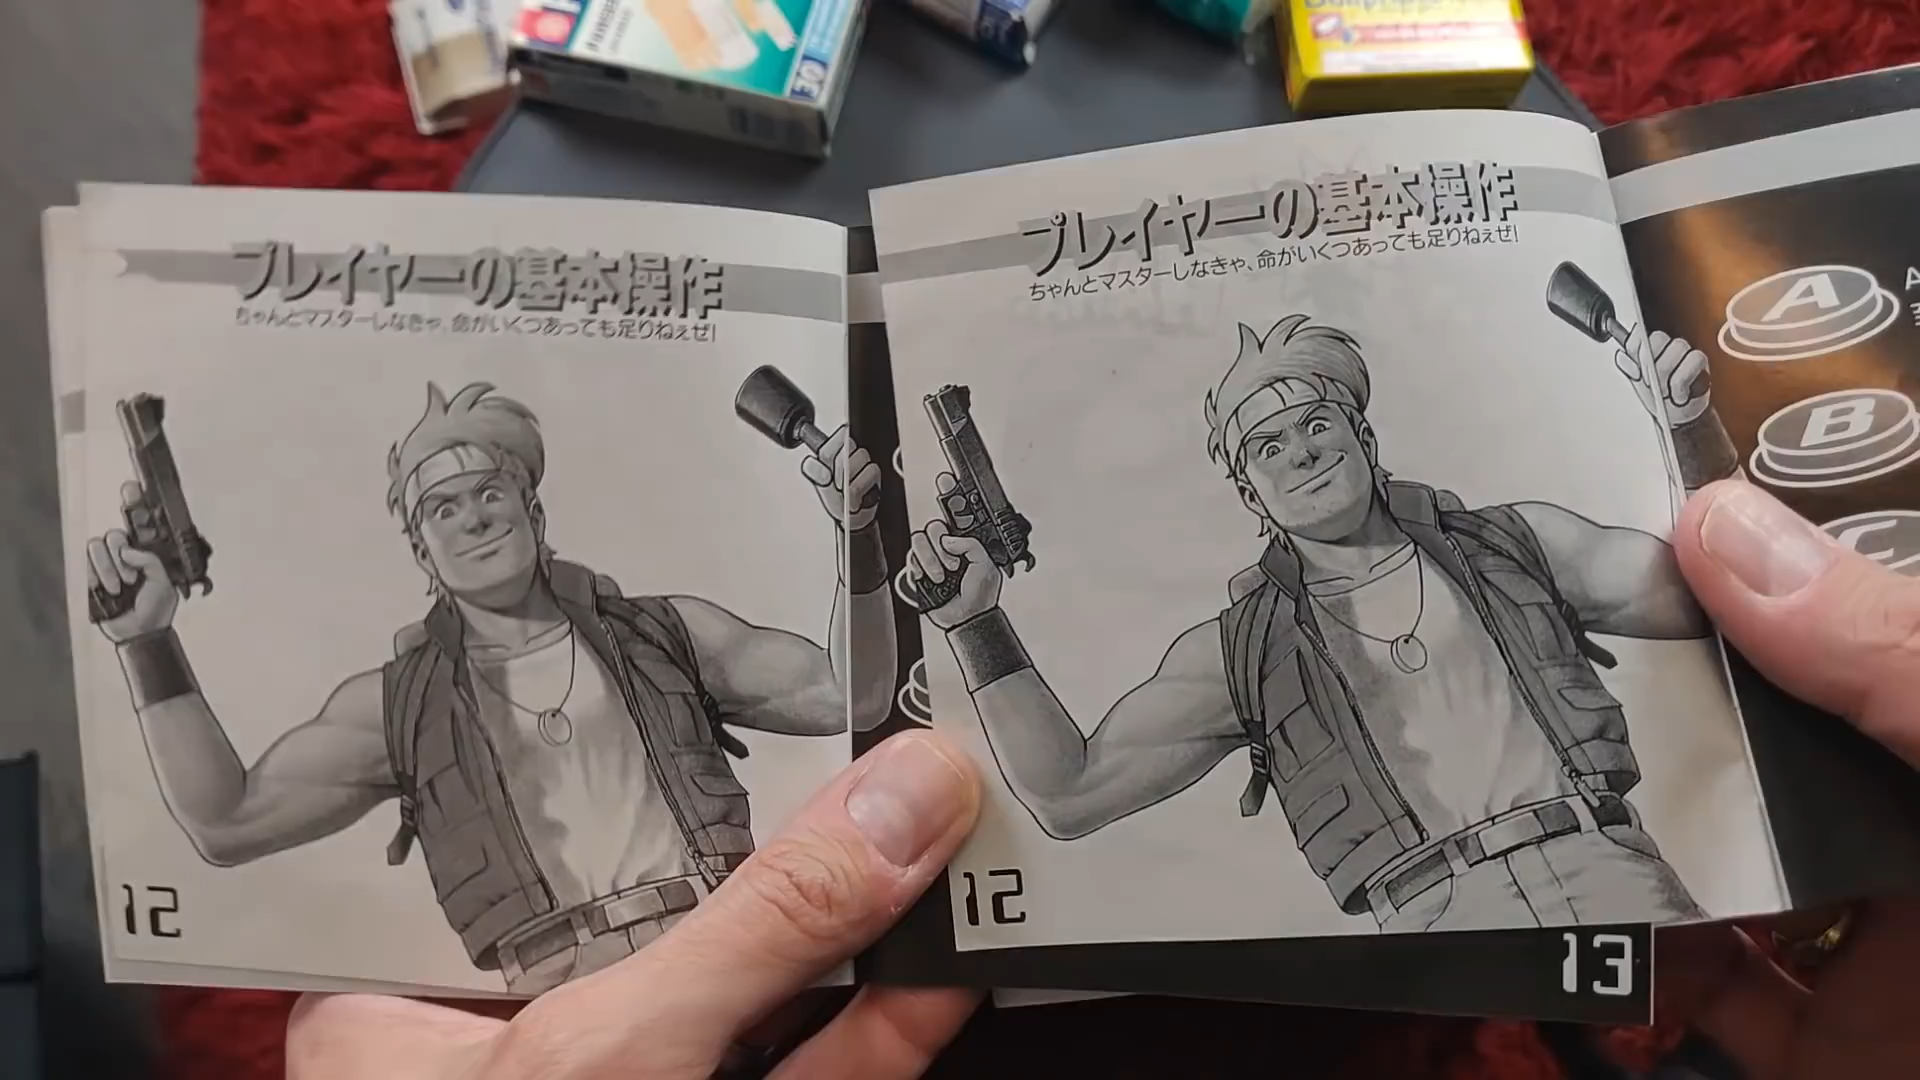 プレイヤーの基本操作
ちゃんとマスターしなきゃ、命がいくつあっても足りねぇぜ!
12
プレイヤーの基本操作
ちゃんとマスターしなきゃ、命がいくつあっても足りねぇぜ!
12
A
B
C
13